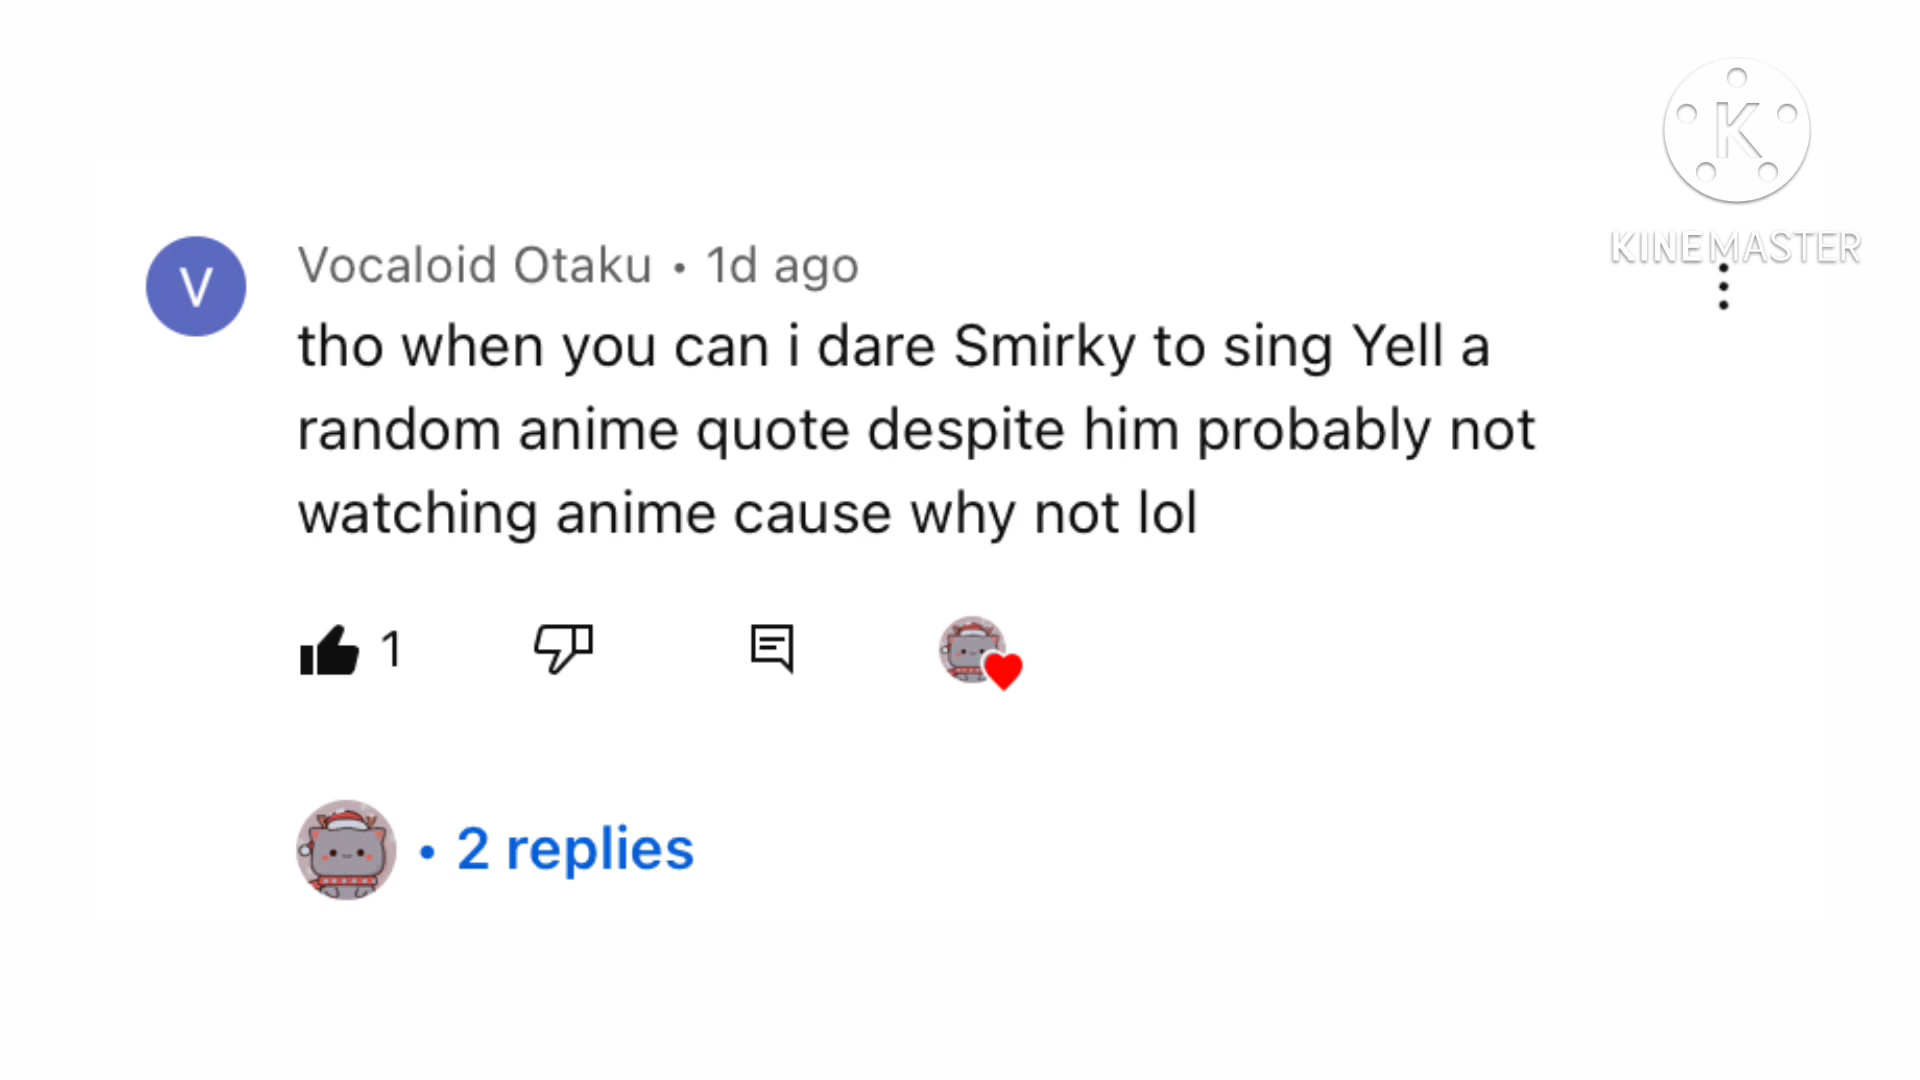 K
KINEMASTER
V
Vocaloid Otaku • 1d ago
tho when you can i dare Smirky to sing Yell a
random anime quote despite him probably not
watching anime cause why not lol
1
• 2 replies